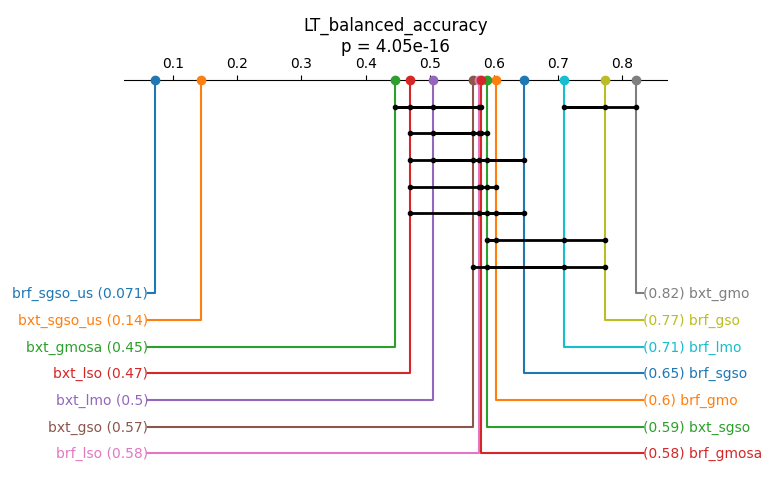 LT_balanced_accuracy
p = 4.05e-16
0.1 0.2 0.3 0.4 0.5 0.6 0.7 0.8
brf_sgso_us (0.071) (0.82) bxt_gmo
bxt_sgso_us (0.14) (0.77) brf_gso
bxt_gmosa (0.45) (0.71) brf_lmo
bxt_lso (0.47) (0.65) brf_sgso
bxt_lmo (0.5) (0.6) brf_gmo
bxt_gso (0.57) (0.59) bxt_sgso
brf_lso (0.58) (0.58) brf_gmosa